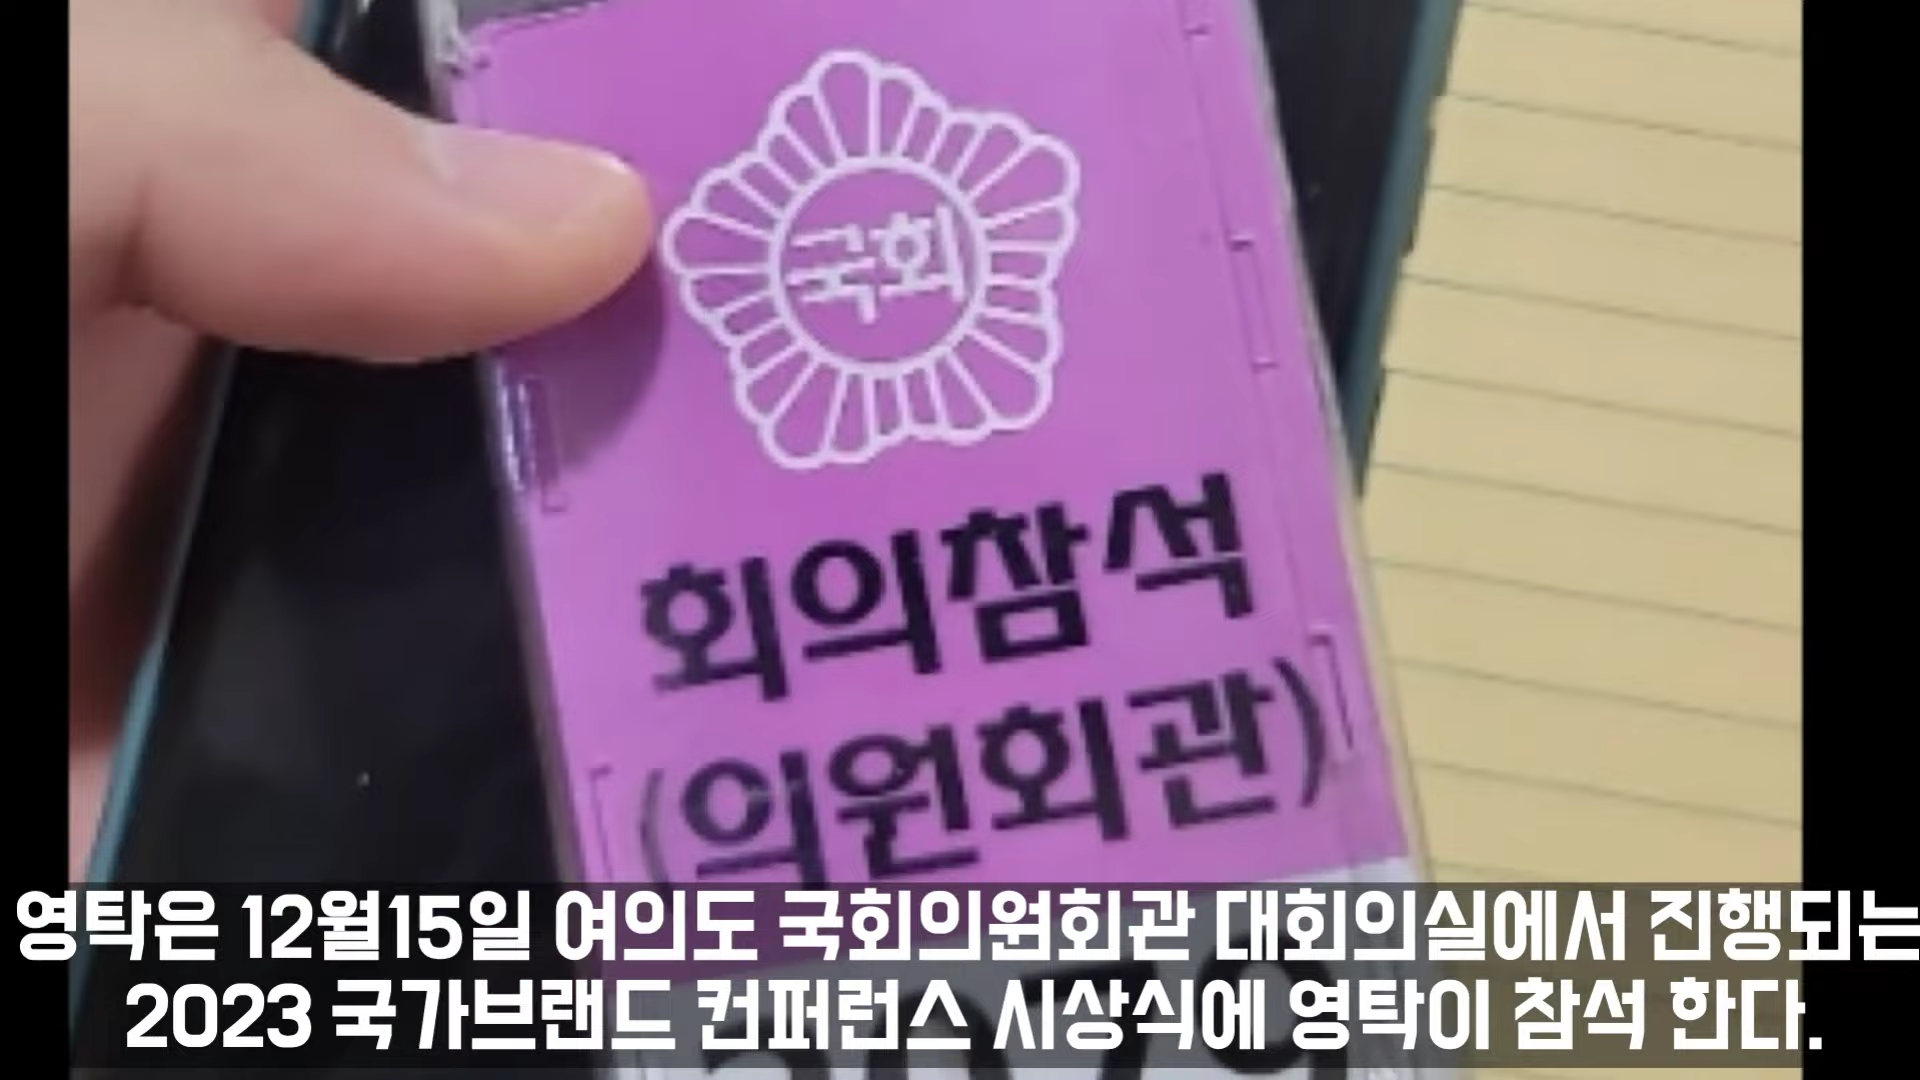 국회
회의참석
(의원회관)
영탁은 12월15일 여의도 국회의원회관 대회의실에서 진행되는
2023 국가브랜드 컨퍼런스 시상식에 영탁이 참석 한다.